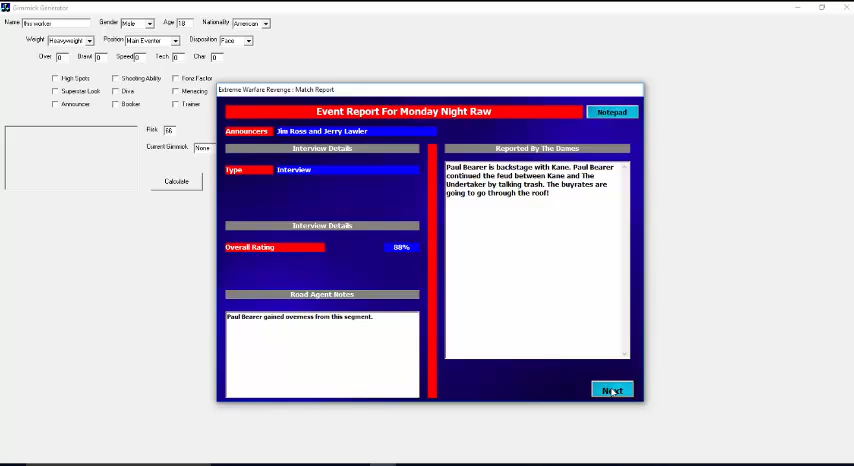 Gimmick Generator
Name this worker Gender Male Age 18 Nationality American
Weight Heavyweight Position Main Eventer Disposition Face
Over 0 Brawl 0 Speed 0 Tech 0 Char 0
High Spots Shooting Ability Fonz Factor
Superstar Look Diva Menacing
Announcer Booker Trainer
Risk 66
Current Gimmick None
Calculate
Extreme Warfare Revenge : Match Report
Event Report For Monday Night Raw
Notepad
Announcers Jim Ross and Jerry Lawler
Interview Details
Type Interview
Interview Details
Overall Rating 88%
Road Agent Notes
Paul Bearer gained overness from this segment.
Reported By The Dames
Paul Bearer is backstage with Kane. Paul Bearer
continued the feud between Kane and The
Undertaker by talking trash. The buyrates are
going to go through the roof!
Next